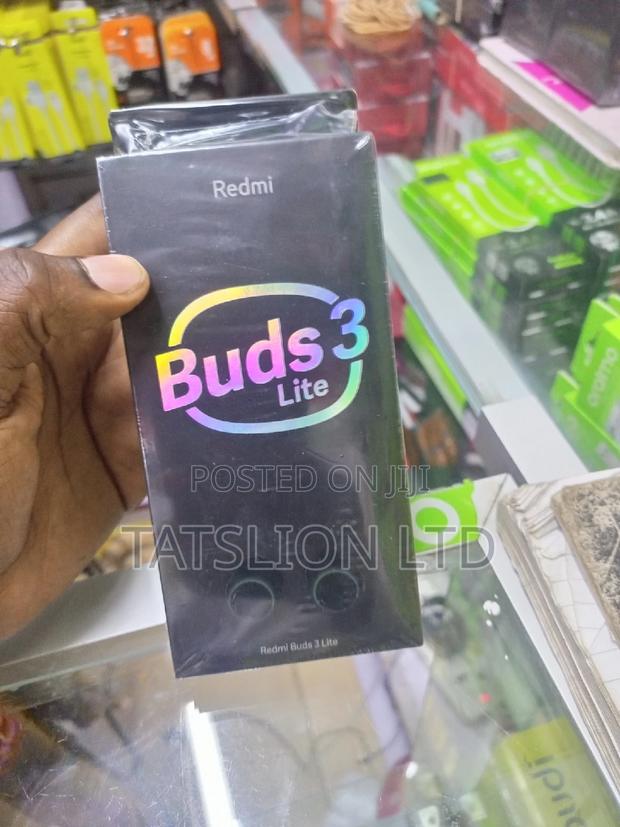 Redmi
Buds 3
Lite
POSTED ON JIJI
TATSLION LTD
Redmi Buds 3 Lite
oraimo